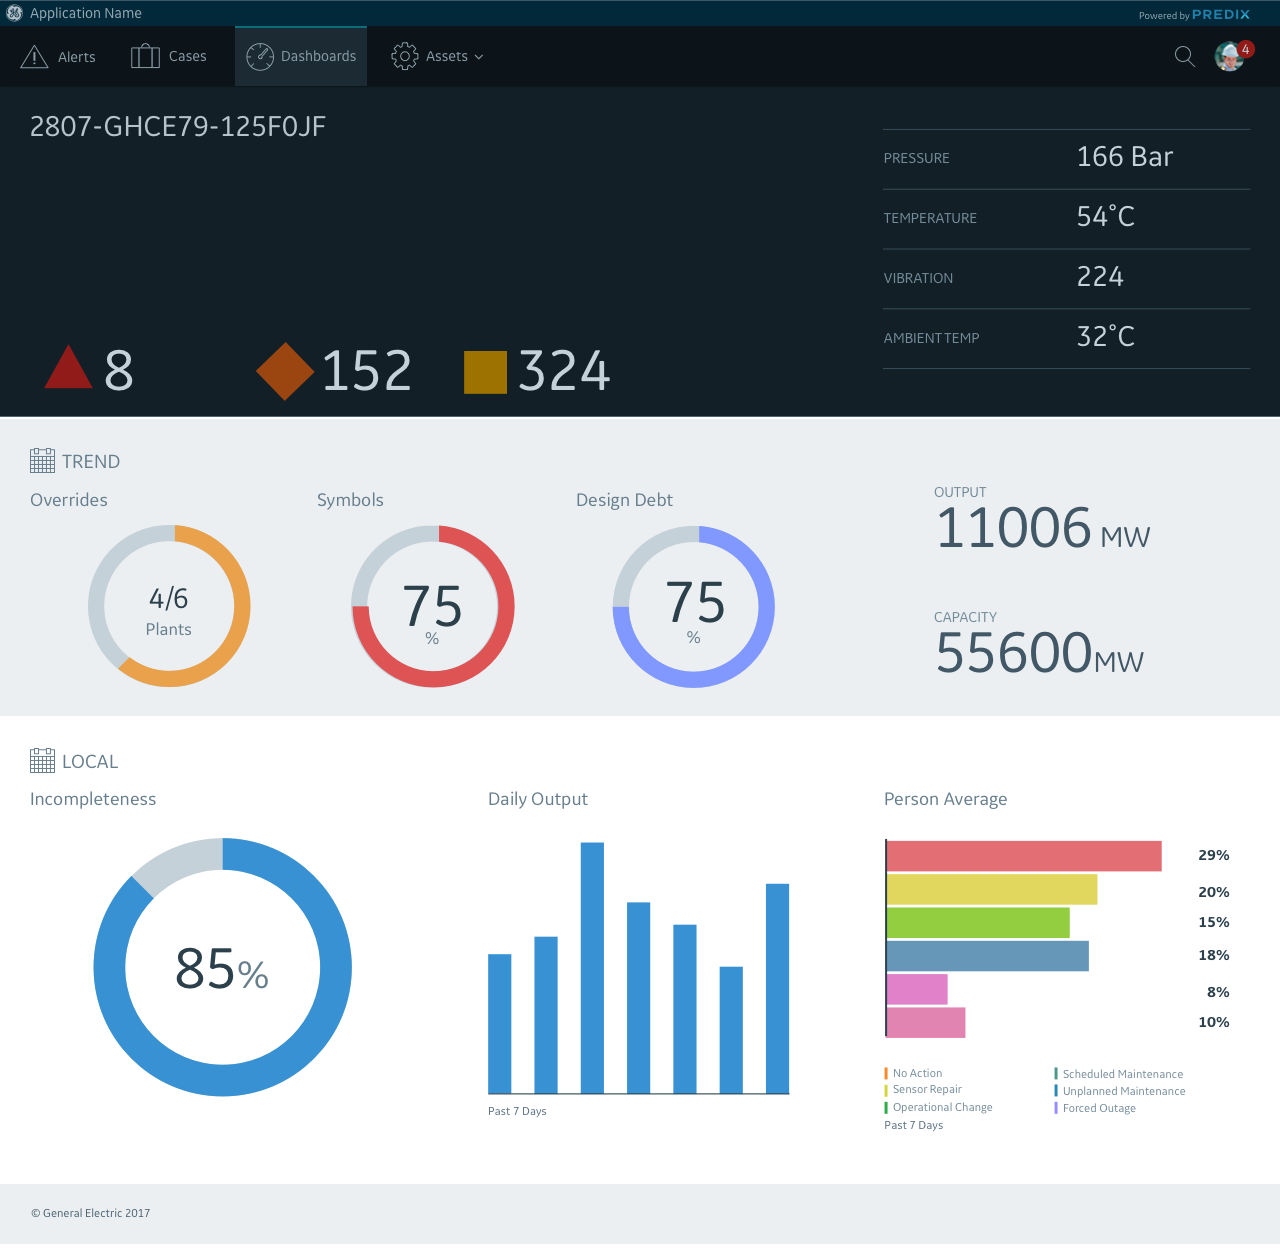 Application Name
Powered by PREDIX
Alerts
Cases
Dashboards
Assets
4
2807-GHCE79-125F0JF
PRESSURE 166 Bar
TEMPERATURE 54°C
VIBRATION 224
AMBIENT TEMP 32°C
8
152
324
TREND
Overrides
4/6
Plants
Symbols
75
%
Design Debt
75
%
OUTPUT
11006 MW
CAPACITY
55600MW
LOCAL
Incompleteness
85%
Daily Output
Past 7 Days
Person Average
29%
20%
15%
18%
8%
10%
No Action
Sensor Repair
Operational Change
Scheduled Maintenance
Unplanned Maintenance
Forced Outage
Past 7 Days
© General Electric 2017